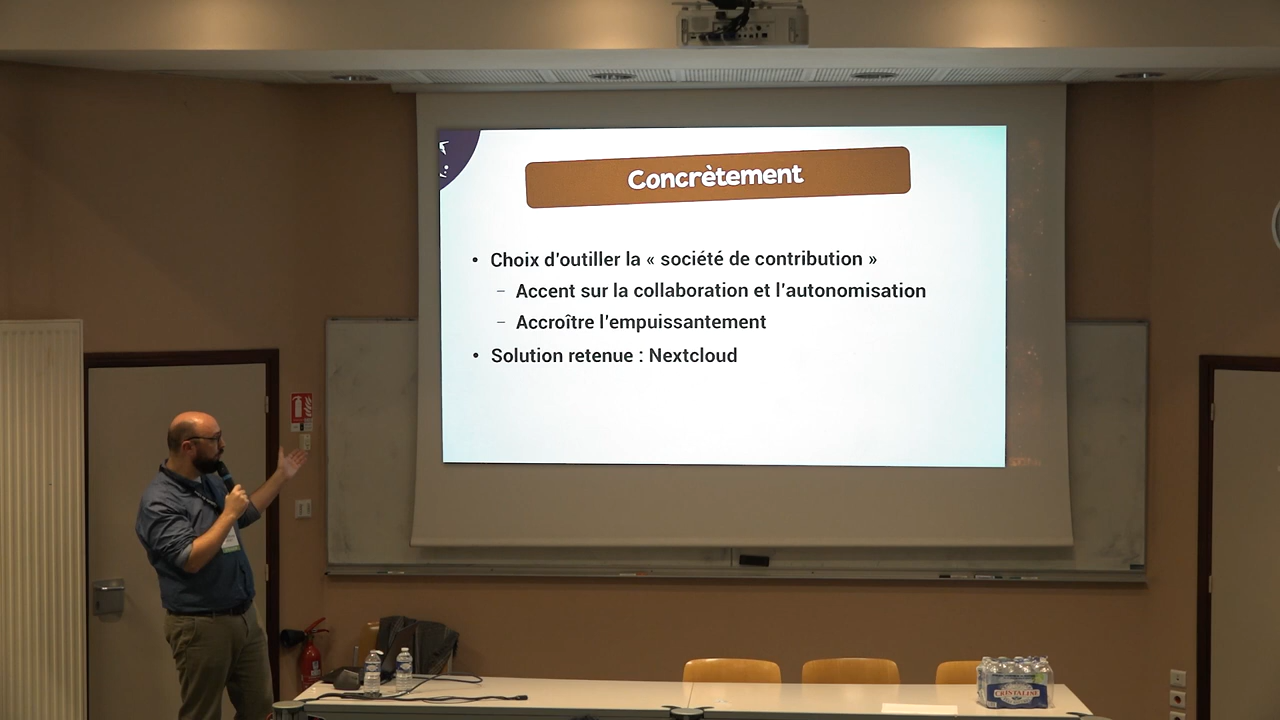 Concrètement
• Choix d'outiller la « société de contribution »
– Accent sur la collaboration et l'autonomisation
– Accroître l'empuissantement
• Solution retenue : Nextcloud
CRISTALINE